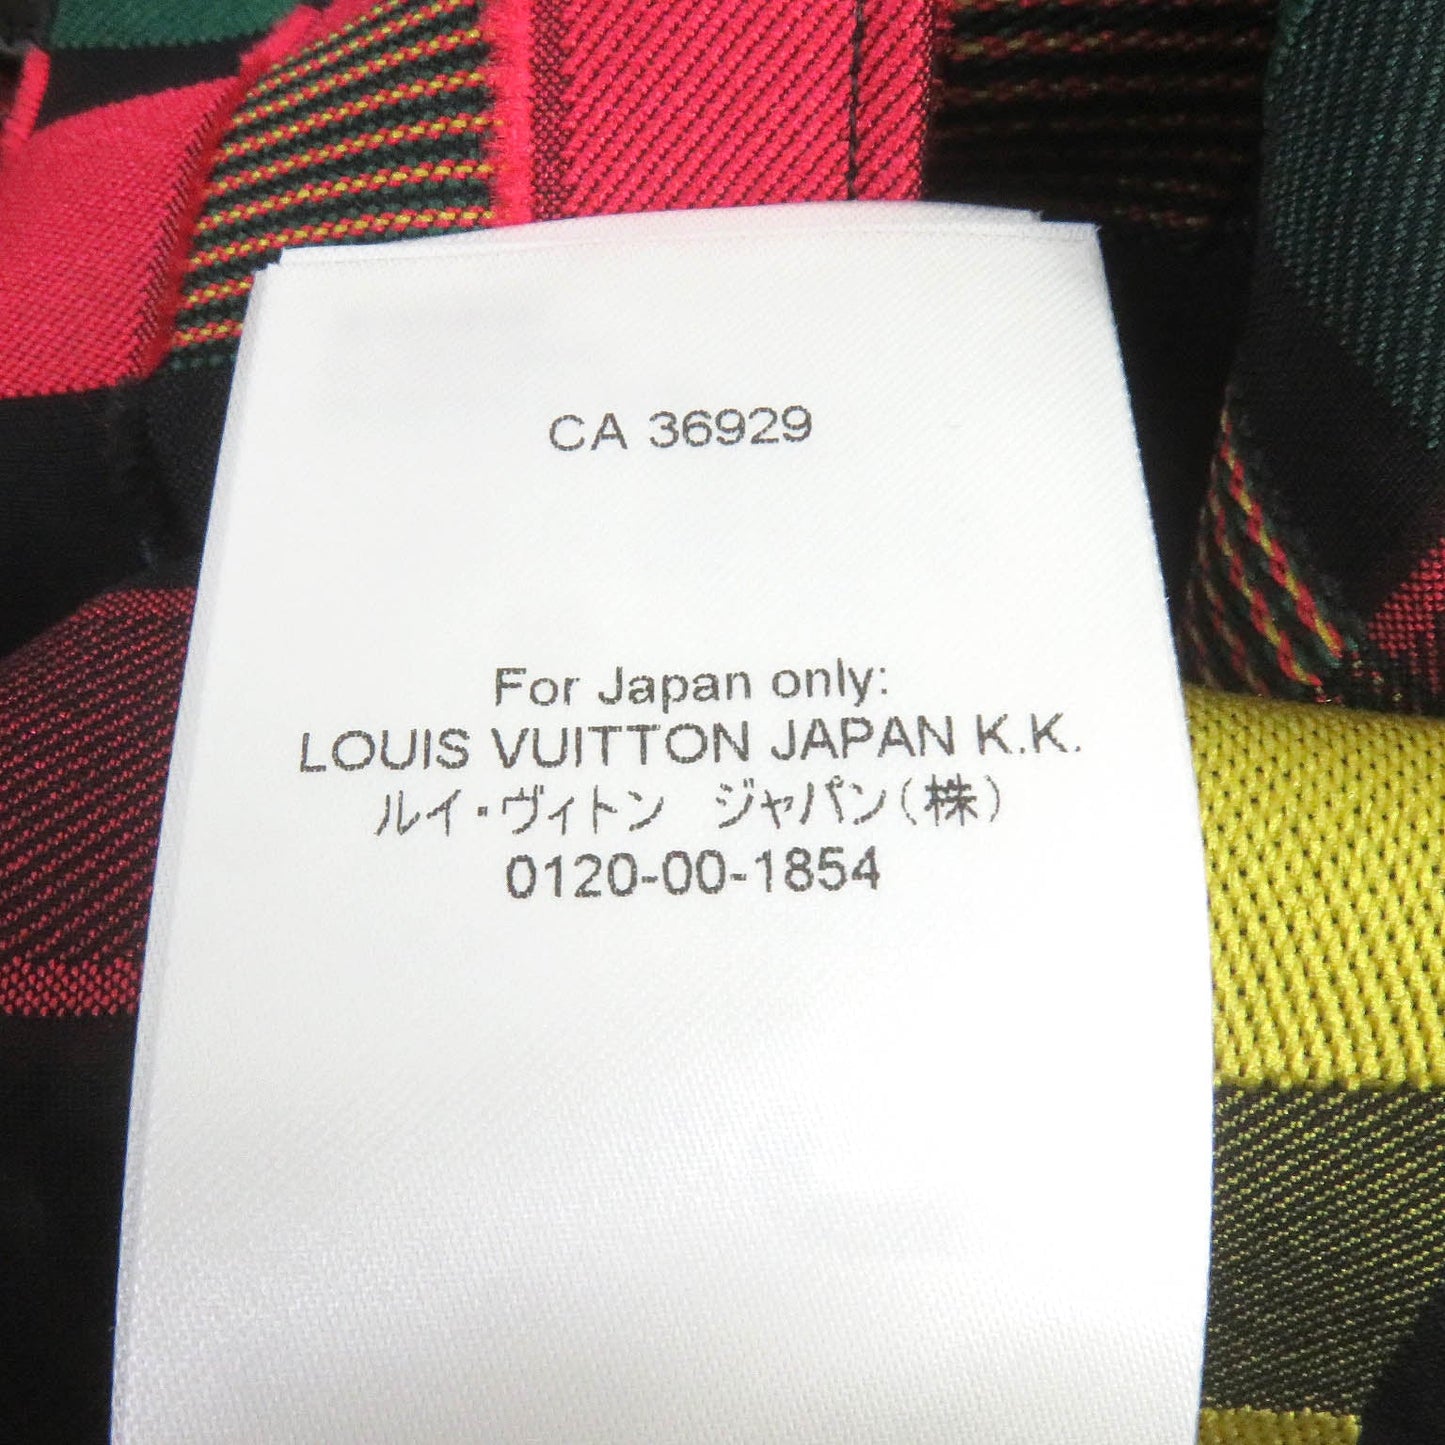 CA 36929
For Japan only:
LOUIS VUITTON JAPAN K.K.
ルイ・ヴィトン　ジャパン(株)
0120-00-1854